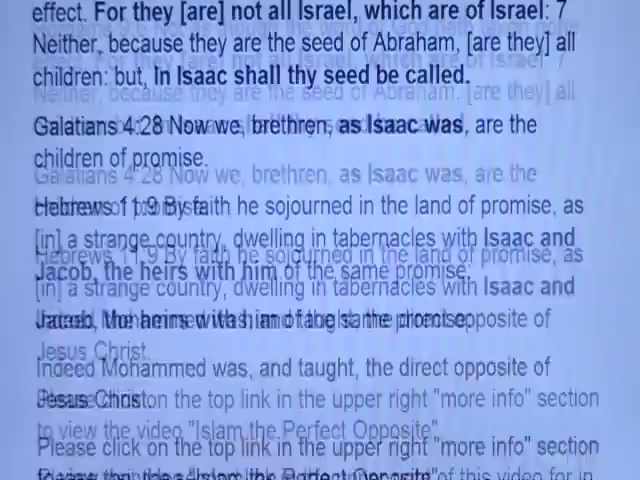 effect. For they [are] not all Israel, which are of Israel: 7
Neither, because they are the seed of Abraham, [are they] all
children: but, In Isaac shall thy seed be called.
Galatians 4:28 Now we, brethren, as Isaac was, are the
children of promise.
Hebrews 11:9 By faith he sojourned in the land of promise, as
[in] a strange country, dwelling in tabernacles with Isaac and
Jacob, the heirs with him of the same promise.
Indeed Mohammed was, and taught, the direct opposite of
Jesus Christ.
Please click on the top link in the upper right "more info" section
to view the video "Islam the Perfect Opposite" of this video for in